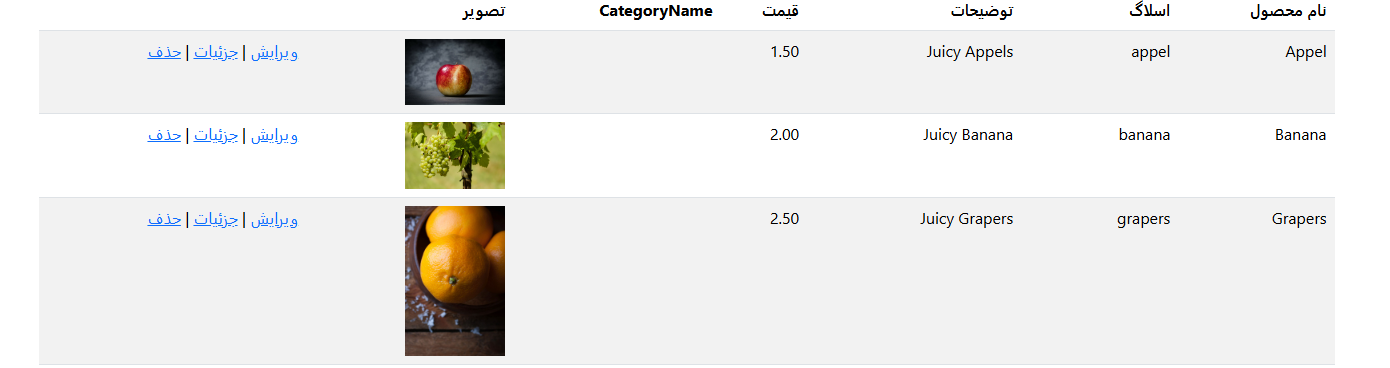 نام محصول اسلاگ توضیحات قیمت CategoryName تصویر
Appel appel Juicy Appels 1.50 ویرایش | جزئیات | حذف
Banana banana Juicy Banana 2.00 ویرایش | جزئیات | حذف
Grapers grapers Juicy Grapers 2.50 ویرایش | جزئیات | حذف